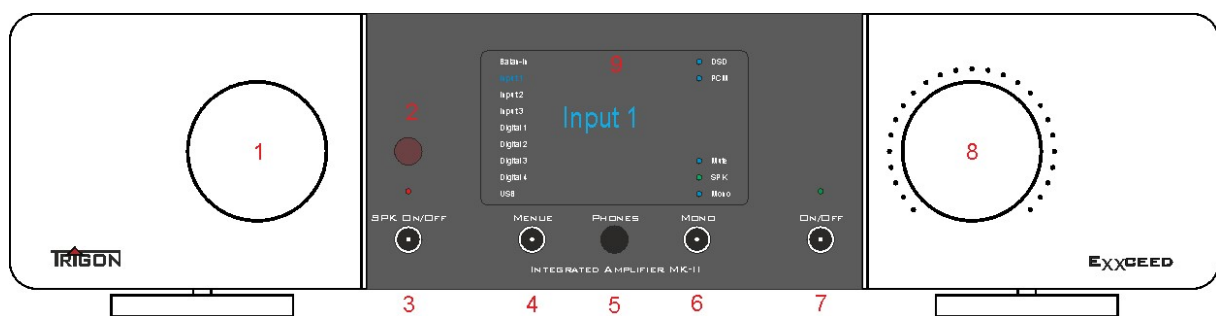 Balan-In
9
DSD
Input 1
PCM
Input 2
2
Input 3
Input 1
Digital 1
Digital 2
1
8
Digital 3
Mute
Digital 4
SPK
USB
Mono
SPK ON/OFF
MENUE
PHONES
MONO
ON/OFF
TRIGON
EXXCEED
INTEGRATED AMPLIFIER MK-II
3
4
5
6
7